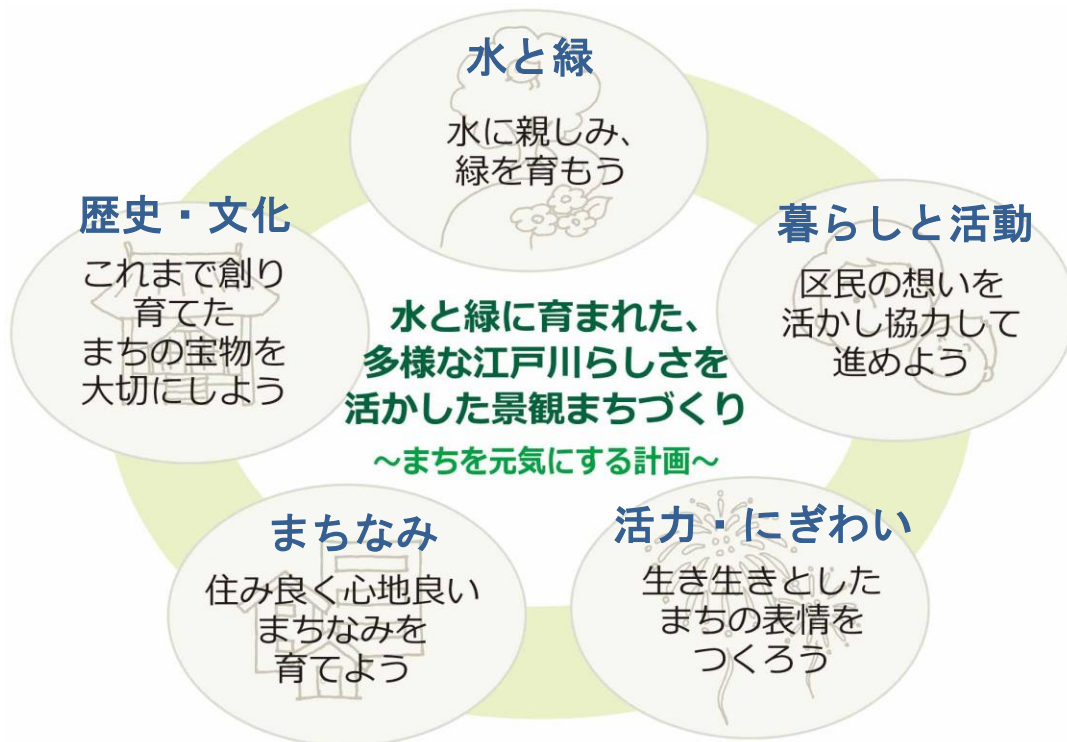 水と緑
水に親しみ、
緑を育もう
歴史・文化
これまで創り
育てた
まちの宝物を
大切にしよう
暮らしと活動
区民の想いを
活かし協力して
進めよう
水と緑に育まれた、
多様な江戸川らしさを
活かした景観まちづくり
～まちを元気にする計画～
まちなみ
住み良く心地良い
まちなみを
育てよう
活力・にぎわい
生き生きとした
まちの表情を
つくろう